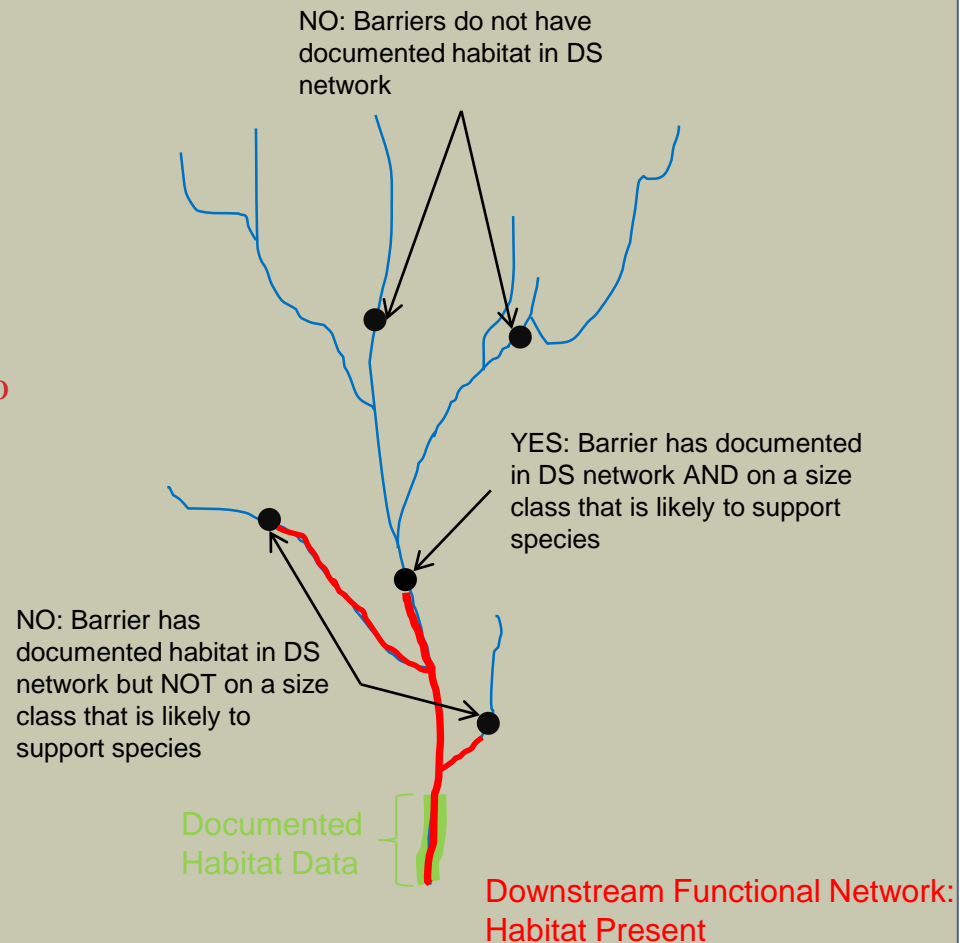 NO: Barriers do not have
documented habitat in DS
network
YES: Barrier has documented
in DS network AND on a size
class that is likely to support
species
NO: Barrier has
documented habitat in DS
network but NOT on a size
class that is likely to
support species
Documented
Habitat Data
Downstream Functional Network:
Habitat Present